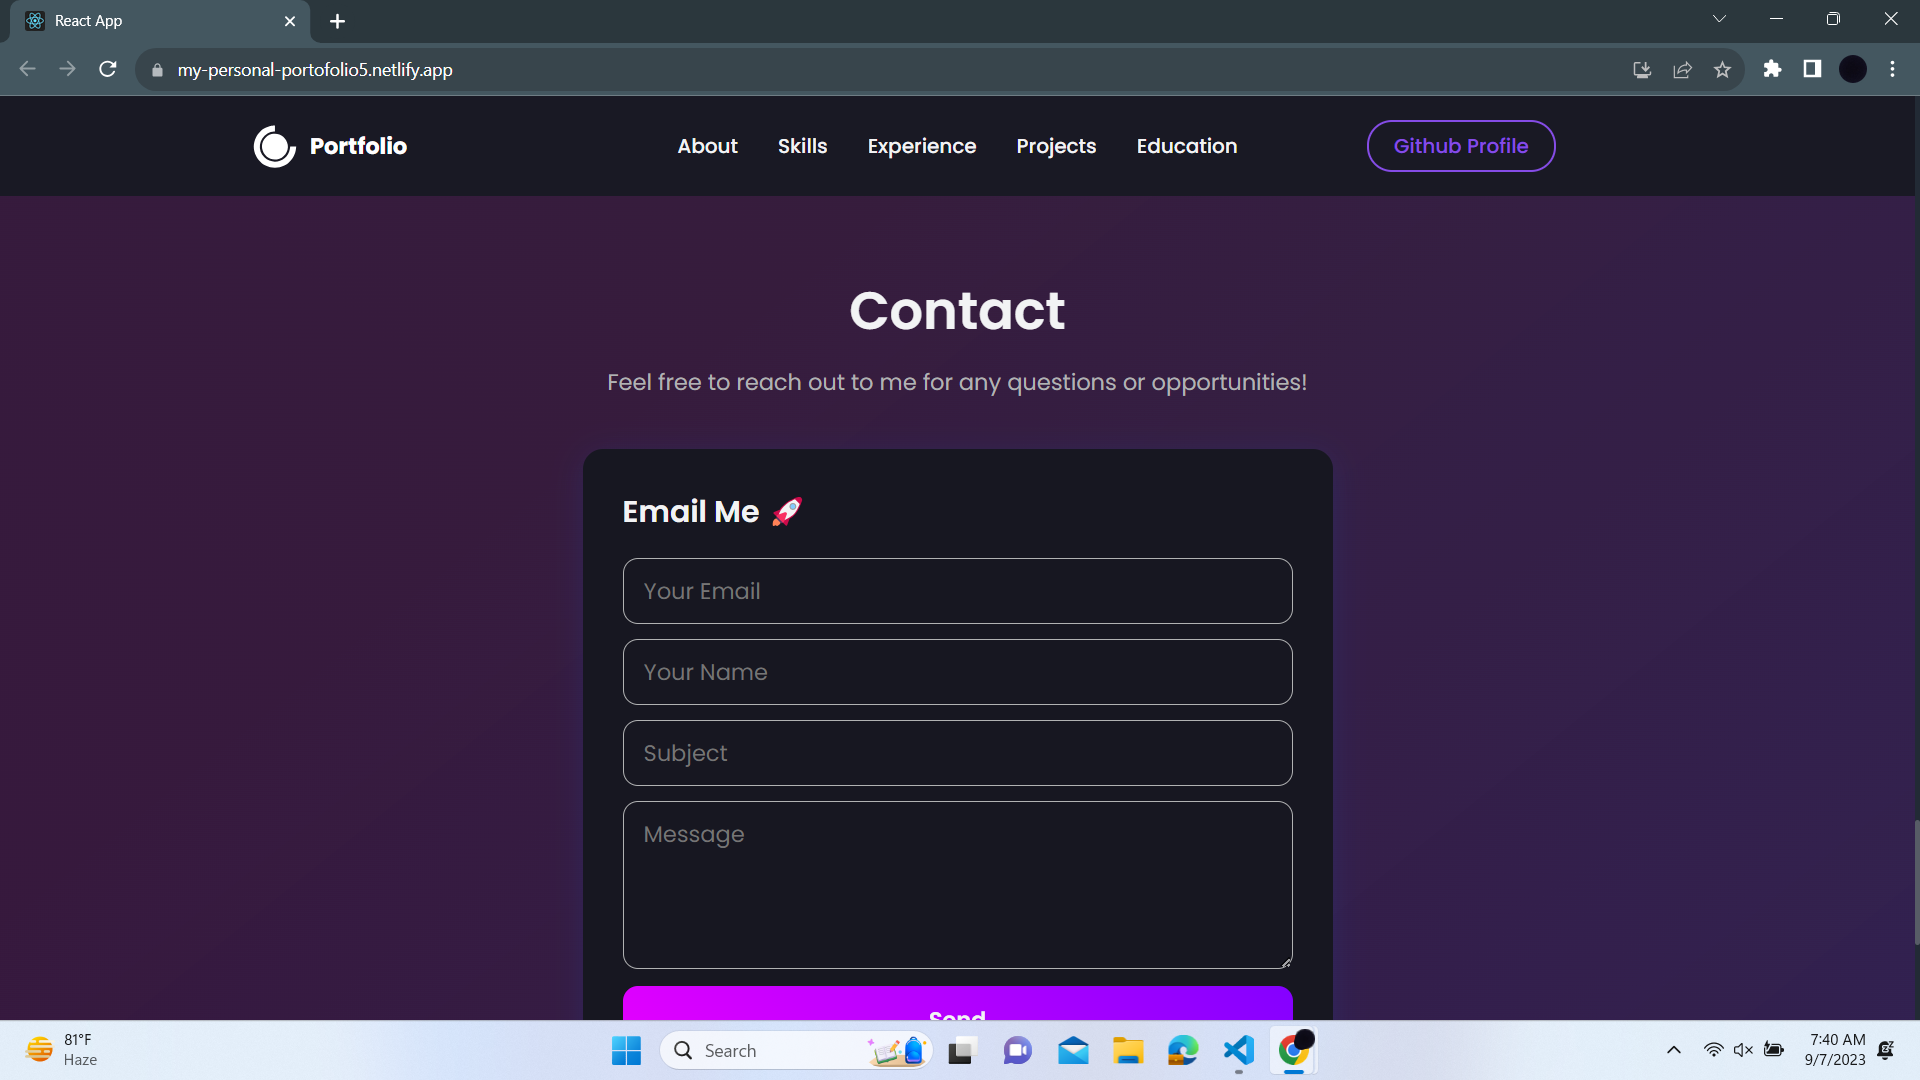 React App
my-personal-portofolio5.netlify.app
Portfolio
About
Skills
Experience
Projects
Education
Github Profile
Contact
Feel free to reach out to me for any questions or opportunities!
Email Me 🚀
Your Email
Your Name
Subject
Message
Send
81°F
Haze
Search
7:40 AM
9/7/2023